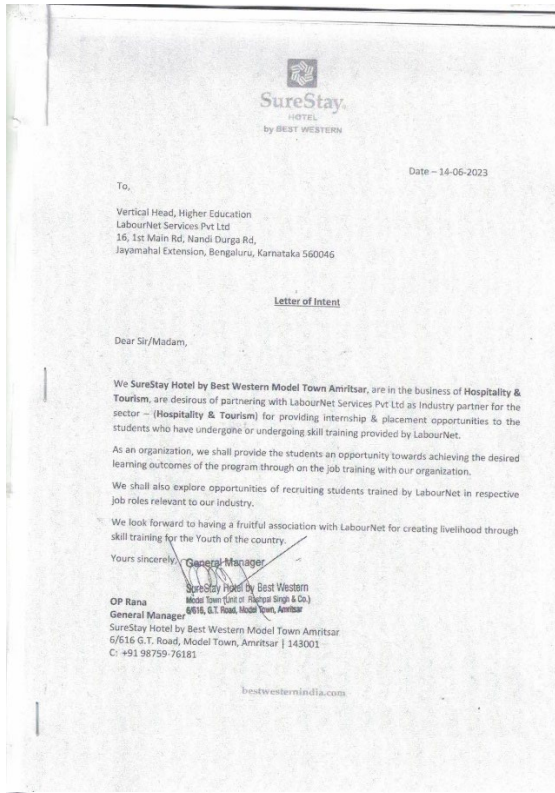 SureStay
HOTEL
by BEST WESTERN
Date – 14-06-2023
To,
Vertical Head, Higher Education
LabourNet Services Pvt Ltd
16, 1st Main Rd, Nandi Durga Rd,
Jayamahal Extension, Bengaluru, Karnataka 560046
Letter of Intent
Dear Sir/Madam,
We SureStay Hotel by Best Western Model Town Amritsar, are in the business of Hospitality &
Tourism, are desirous of partnering with LabourNet Services Pvt Ltd as Industry partner for the
sector – (Hospitality & Tourism) for providing internship & placement opportunities to the
students who have undergone or undergoing skill training provided by LabourNet.
As an organization, we shall provide the students an opportunity towards achieving the desired
learning outcomes of the program through on the job training with our organization.
We shall also explore opportunities of recruiting students trained by LabourNet in respective
job roles relevant to our industry.
We look forward to having a fruitful association with LabourNet for creating livelihood through
skill training for the Youth of the country.
Yours sincerely,
General Manager
SureStay Hotel by Best Western
Model Town (Unit of Rachpal Singh & Co.)
6/616, G.T. Road, Model Town, Amritsar
OP Rana
General Manager
SureStay Hotel by Best Western Model Town Amritsar
6/616 G.T. Road, Model Town, Amritsar | 143001
C: +91 98759-76181
bestwesternindia.com